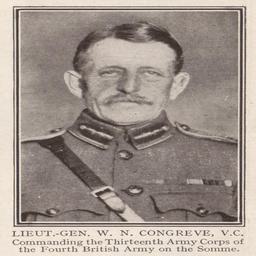 LIEUT.-GEN. W. N. CONGREVE, V.C.
Commanding the Thirteenth Army Corps of
the Fourth British Army on the Somme.